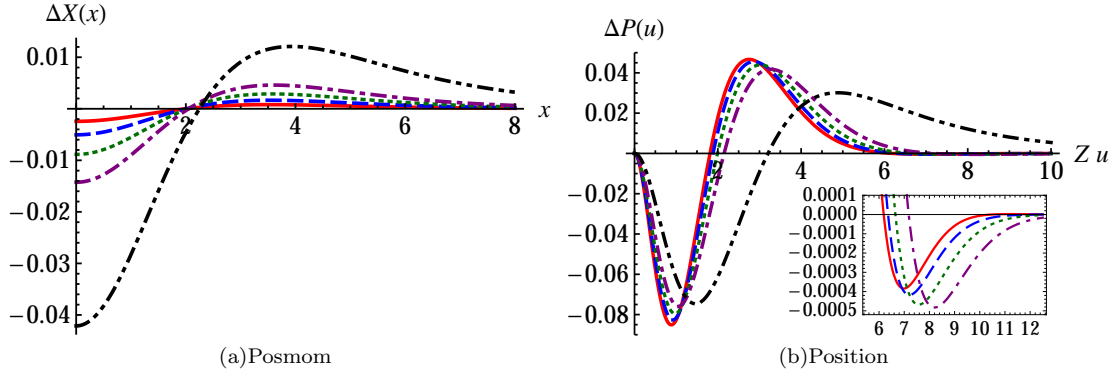 ΔX(x)
0.01
2 4 6 8 x
−0.01
−0.02
−0.03
−0.04
(a)Posmom
ΔP(u)
0.04
0.02
2 4 6 8 10 Z u
−0.02
−0.04
−0.06
−0.08
0.0001
0.0000
−0.0001
−0.0002
−0.0003
−0.0004
−0.0005
6 7 8 9 10 11 12
(b)Position